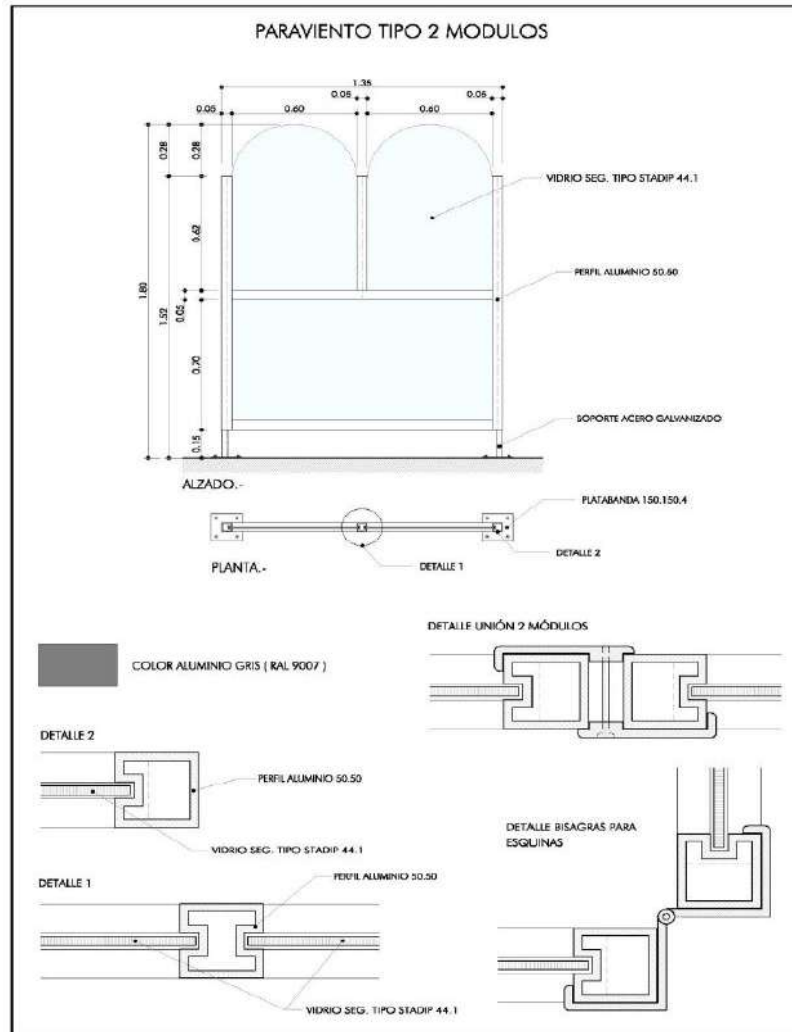 PARAVIENTO TIPO 2 MODULOS
1.35
0.05
0.05
0.05
0.60
0.60
0.28
0.28
VIDRIO SEG. TIPO STADIP 44.1
0.62
PERFIL ALUMINIO 50.50
1.80
1.52
0.05
0.70
SOPORTE ACERO GALVANIZADO
0.15
ALZADO.-
PLATABANDA 150.150.4
DETALLE 2
PLANTA.-
DETALLE 1
DETALLE UNIÓN 2 MÓDULOS
COLOR ALUMINIO GRIS ( RAL 9007 )
DETALLE 2
PERFIL ALUMINIO 50.50
VIDRIO SEG. TIPO STADIP 44.1
DETALLE BISAGRAS PARA
ESQUINAS
DETALLE 1
PERFIL ALUMINIO 50.50
VIDRIO SEG. TIPO STADIP 44.1